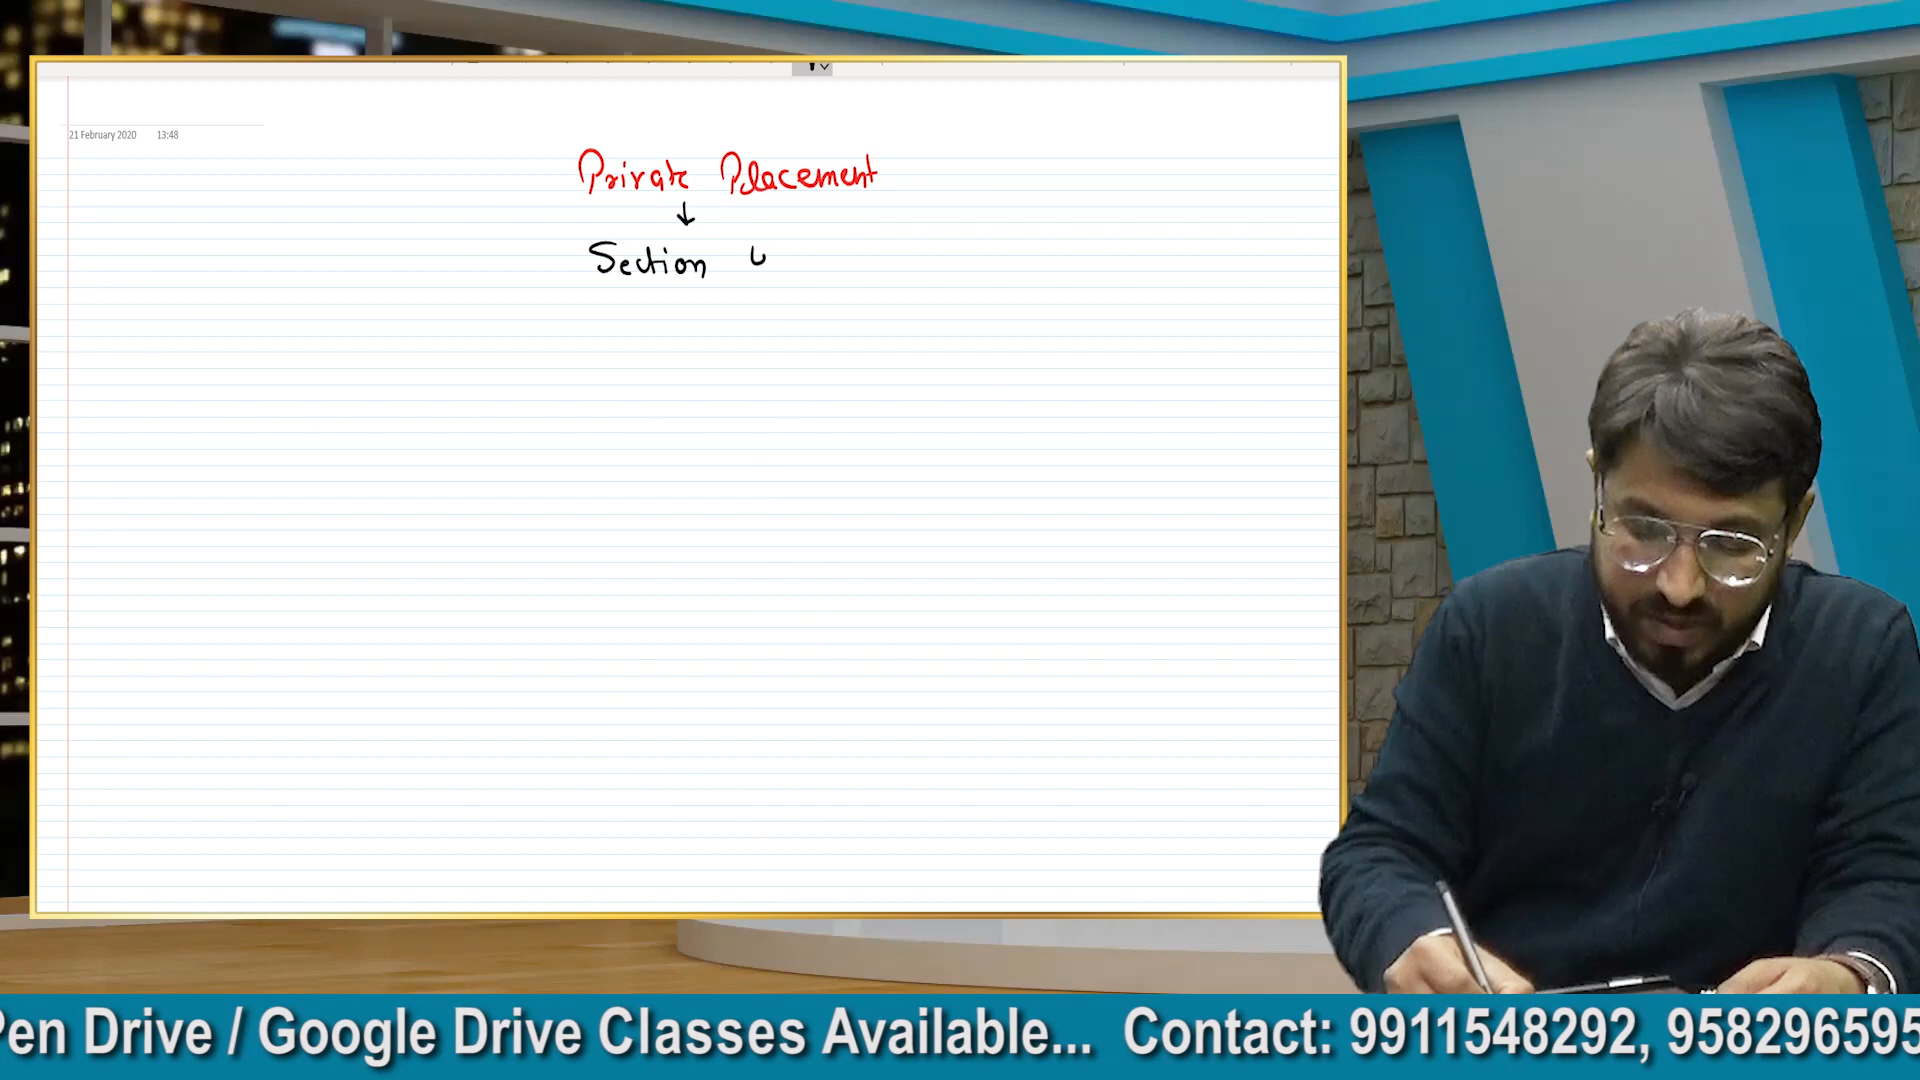 21 February 2020 13:48
Private Placement
↓
Section
Pen Drive / Google Drive Classes Available... Contact: 9911548292, 958296595